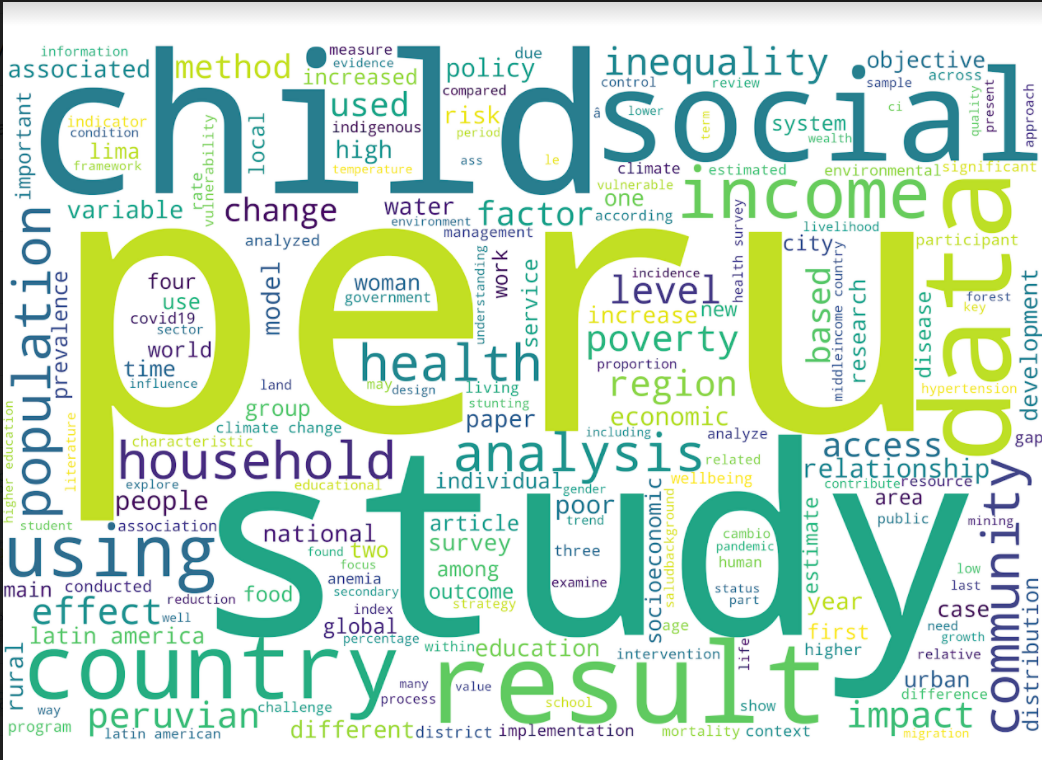 information
associated
method
measure
evidence
increased
policy
due
inequality
objective
across
child
social
important
indicator
condition
lima
framework
rate
vulnerability
local
used
indigenous
high
temperature
compared
risk
period
ass
le
control
review
â
lower
term
sample
ci
system
wealth
quality
present
approach
variable
change
water
environment
management
factor
climate
vulnerable
one
according
estimated
environmental
significant
income
livelihood
participant
data
analyzed
population
prevalence
peru
four
use
covid19
sector
world
time
influence
model
woman
government
understanding
work
service
incidence
level
increase
new
health survey
city
based
middleincome country
research
disease
forest
key
development
poverty
proportion
region
economic
hypertension
health
land
may
design
living
stunting
paper
group
climate change
characteristic
higher education
literature
household
educational
explore
people
analysis
including
analyze
related
individual
gender
wellbeing
access
relationship
contribute
resource
area
public
gap
mining
community
student
association
using
study
national
found
two
focus
article
survey
among
outcome
strategy
poor
trend
three
examine
socioeconomic
saludbackground
cambio
pandemic
human
status
part
estimate
low
last
main
conducted
reduction
food
anemia
secondary
index
global
percentage
effect
well
latin america
age
year
first
higher
case
need
growth
relative
distribution
rural
country
within
education
intervention
life
urban
difference
way
program
peruvian
latin american
challenge
many
process
value
result
school
show
different
district
implementation
mortality
context
impact
migration